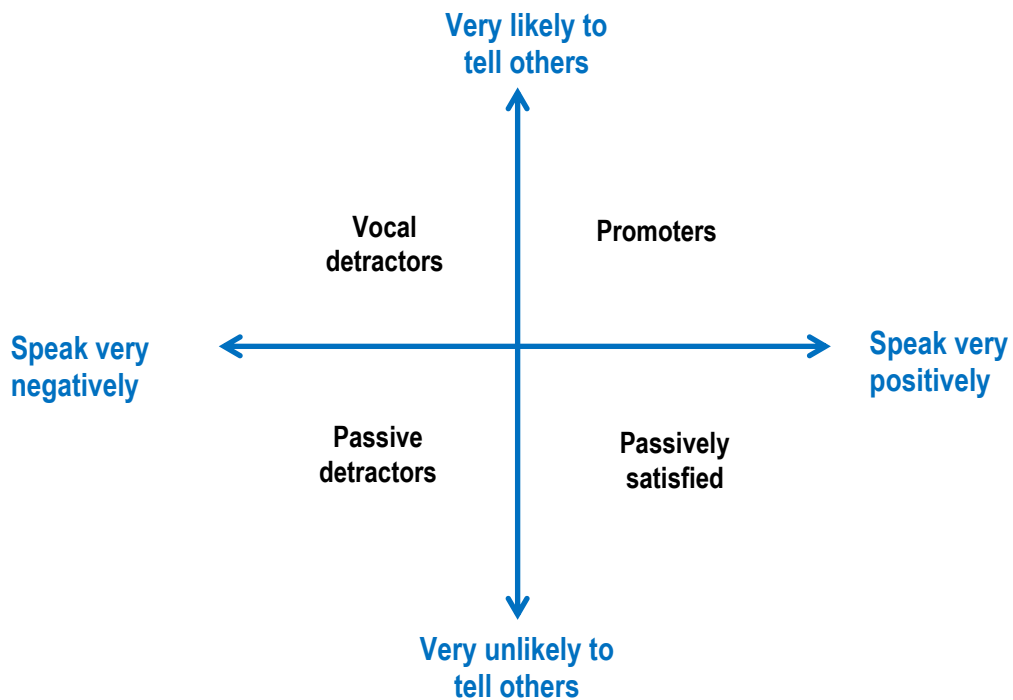 Very likely to
tell others
Vocal
detractors
Promoters
Speak very
negatively
Speak very
positively
Passive
detractors
Passively
satisfied
Very unlikely to
tell others